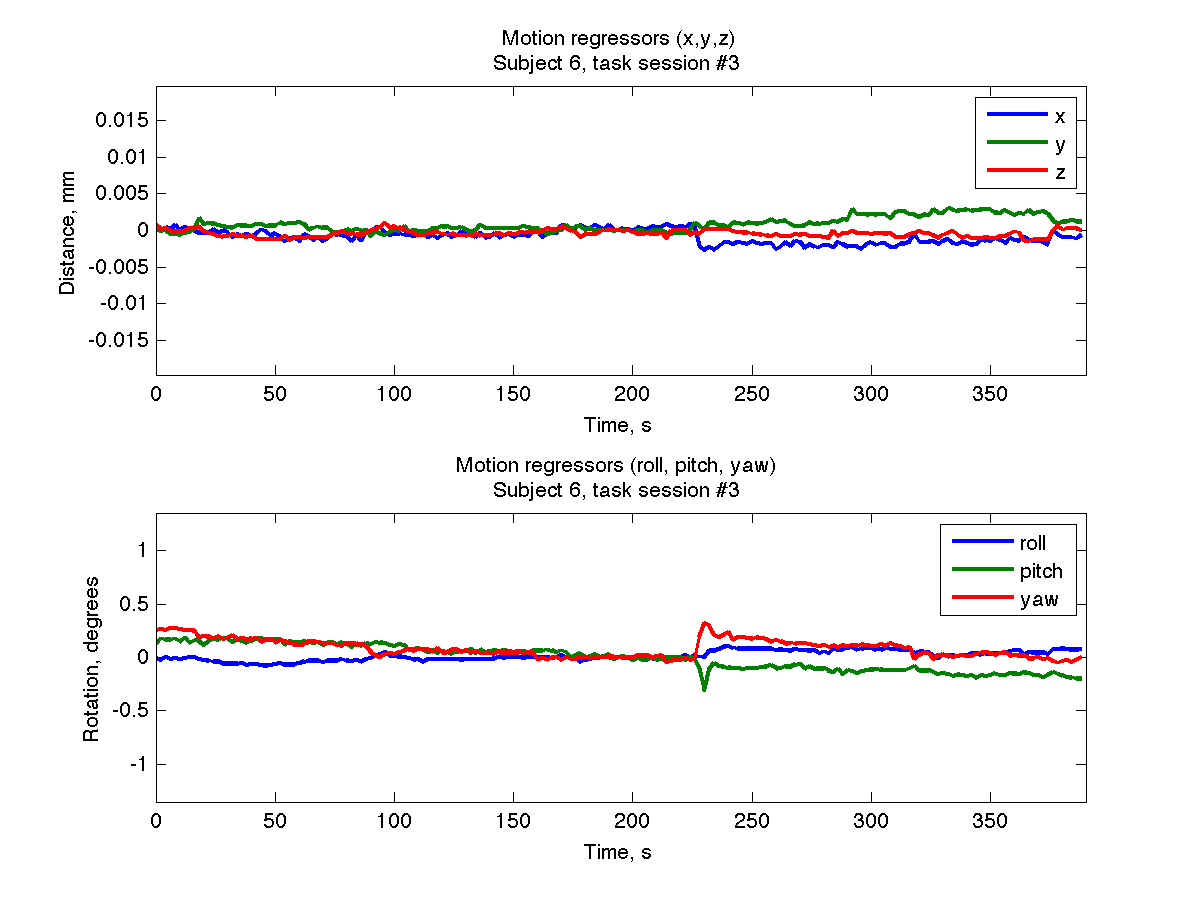 Motion regressors (x,y,z)
Subject 6, task session #3
0.015
0.01
0.005
0
-0.005
-0.01
-0.015
Distance, mm
x
y
z
0 50 100 150 200 250 300 350
Time, s
Motion regressors (roll, pitch, yaw)
Subject 6, task session #3
1
0.5
0
-0.5
-1
Rotation, degrees
roll
pitch
yaw
0 50 100 150 200 250 300 350
Time, s